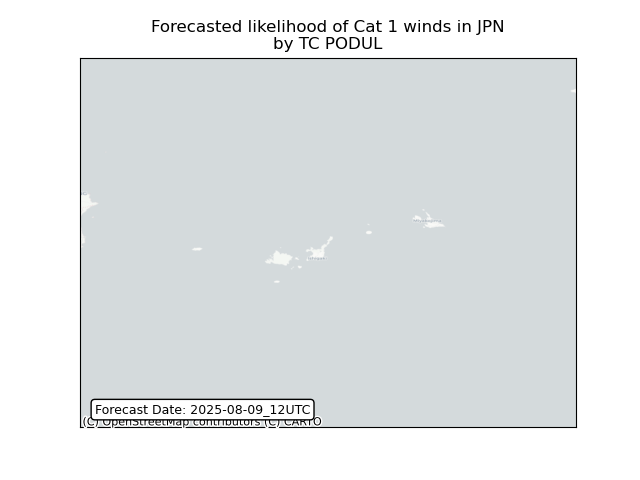 Forecasted likelihood of Cat 1 winds in JPN
by TC PODUL
Forecast Date: 2025-08-09_12UTC
(C) OpenStreetMap contributors (C) CARTO